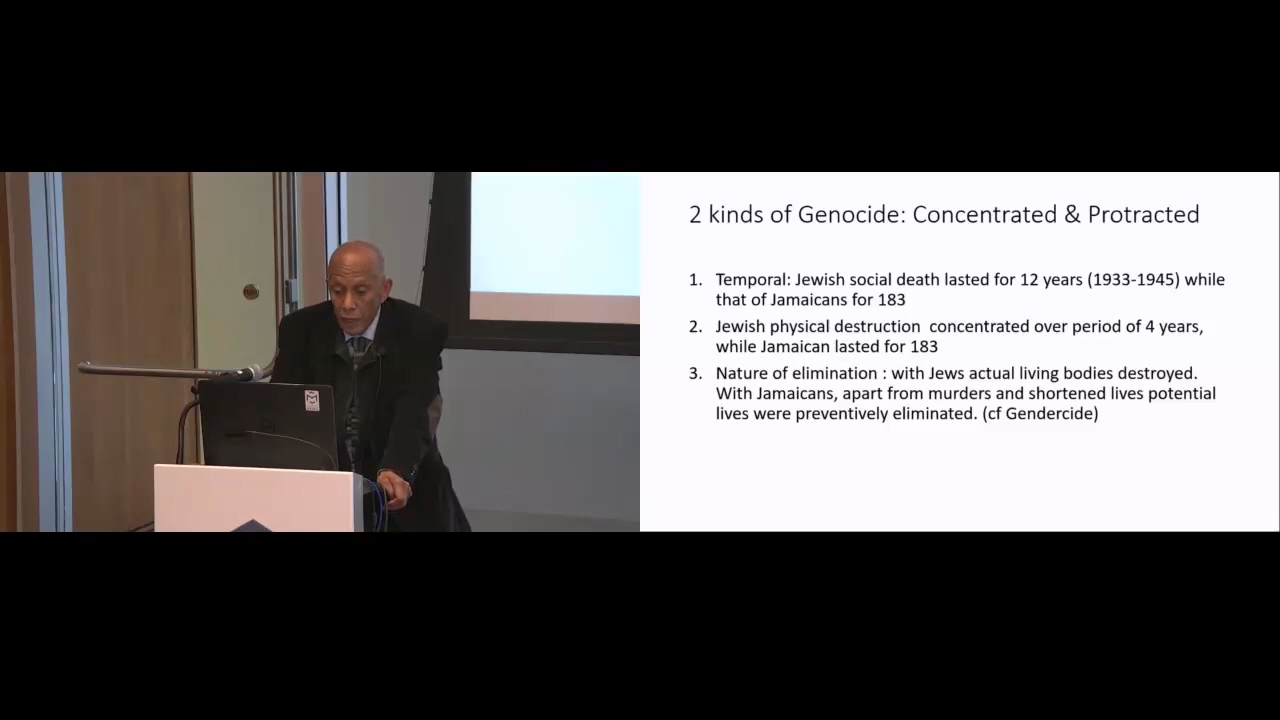 2 kinds of Genocide: Concentrated & Protracted
1. Temporal: Jewish social death lasted for 12 years (1933-1945) while
that of Jamaicans for 183
2. Jewish physical destruction  concentrated over period of 4 years,
while Jamaican lasted for 183
3. Nature of elimination : with Jews actual living bodies destroyed.
With Jamaicans, apart from murders and shortened lives potential
lives were preventively eliminated. (cf Gendercide)